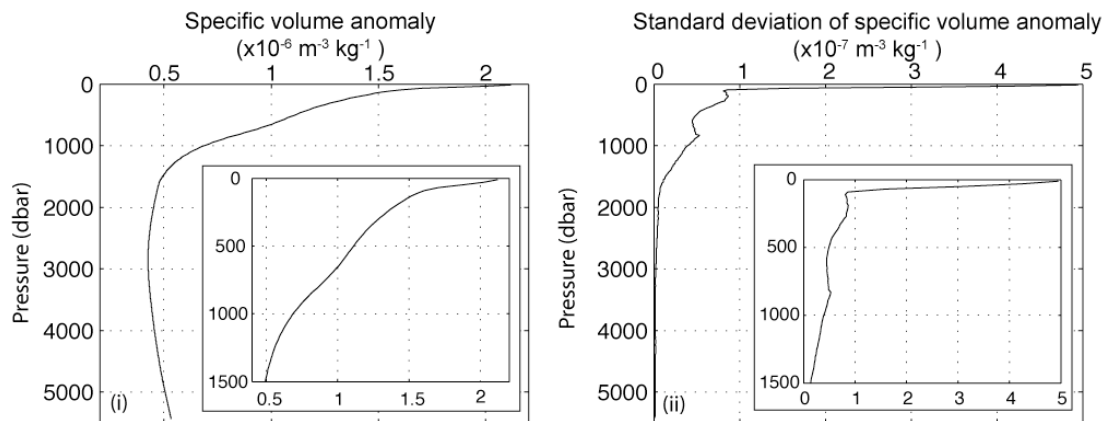 Specific volume anomaly
(x10⁻⁶ m⁻³ kg⁻¹)
0.5 1 1.5 2
0
1000
2000
3000
4000
5000
Pressure (dbar)
(i)
0
500
1000
1500
0.5 1 1.5 2
Standard deviation of specific volume anomaly
(x10⁻⁷ m⁻³ kg⁻¹)
0 1 2 3 4 5
0
1000
2000
3000
4000
5000
Pressure (dbar)
(ii)
0
500
1000
1500
0 1 2 3 4 5